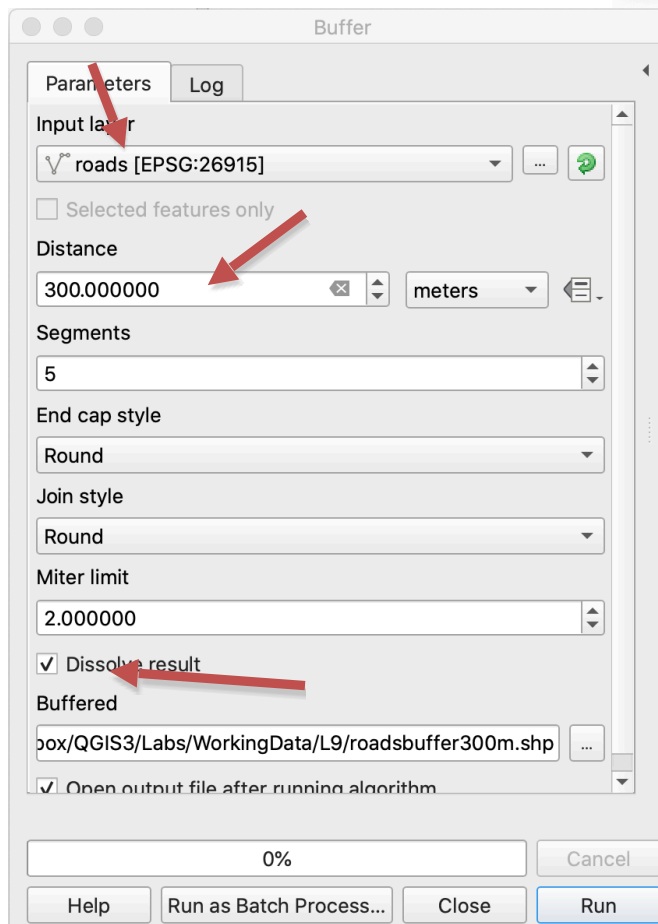 Buffer
Parameters Log
Input layer
roads [EPSG:26915] ...
Selected features only
Distance
300.000000 meters
Segments
5
End cap style
Round
Join style
Round
Miter limit
2.000000
✓ Dissolve result
Buffered
box/QGIS3/Labs/WorkingData/L9/roadsbuffer300m.shp ...
✓ Open output file after running algorithm
0% Cancel
Help Run as Batch Process... Close Run